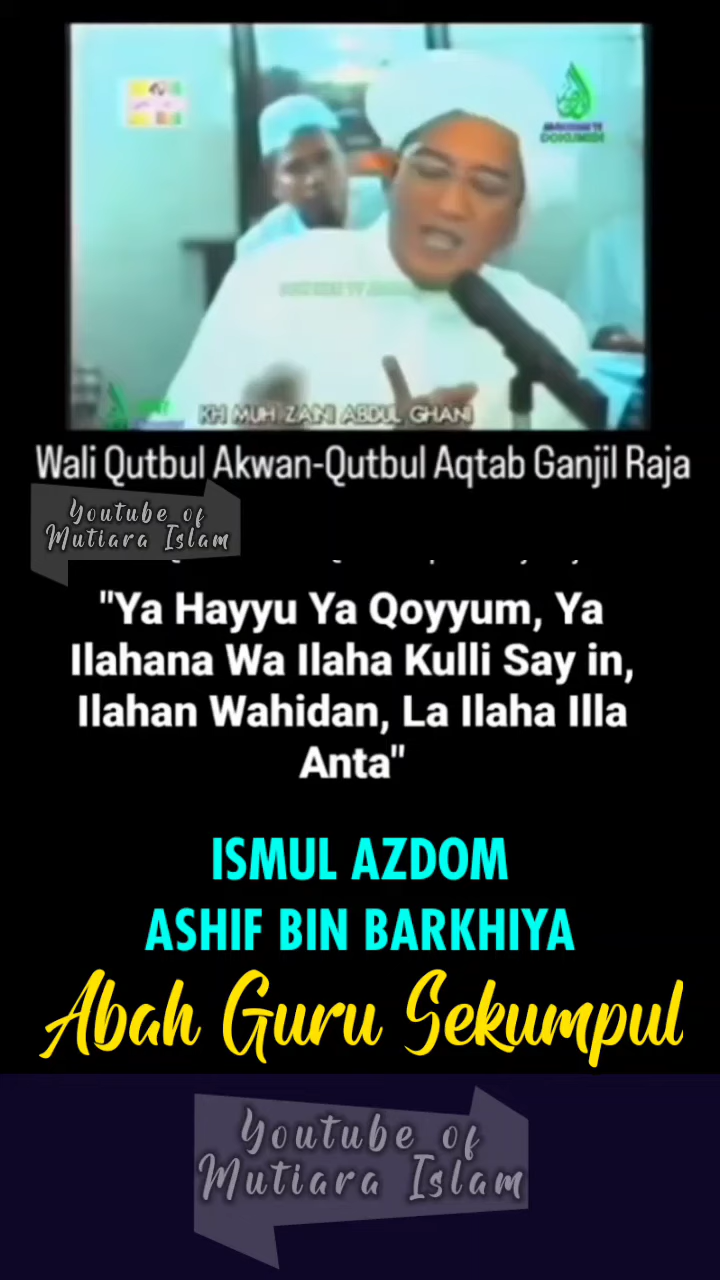 KH MUH ZAINI ABDUL GHANI
Wali Qutbul Akwan-Qutbul Aqtab Ganjil Raja
Youtube of
Mutiara Islam
"Ya Hayyu Ya Qoyyum, Ya
Ilahana Wa Ilaha Kulli Say in,
Ilahan Wahidan, La Ilaha Illa
Anta"
ISMUL AZDOM
ASHIF BIN BARKHIYA
Abah Guru Sekumpul
Youtube of
Mutiara Islam